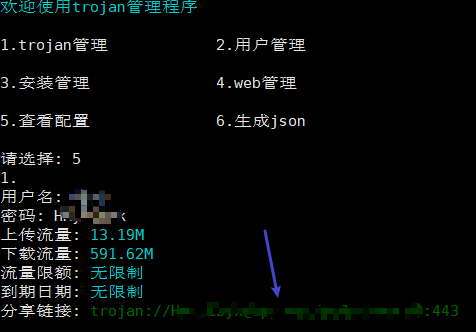 欢迎使用trojan管理程序
1.trojan管理 2.用户管理
3.安装管理 4.web管理
5.查看配置 6.生成json
请选择: 5
1.
用户名:
密码:
上传流量: 13.19M
下载流量: 591.62M
流量限额: 无限制
到期日期: 无限制
分享链接: trojan:// :443